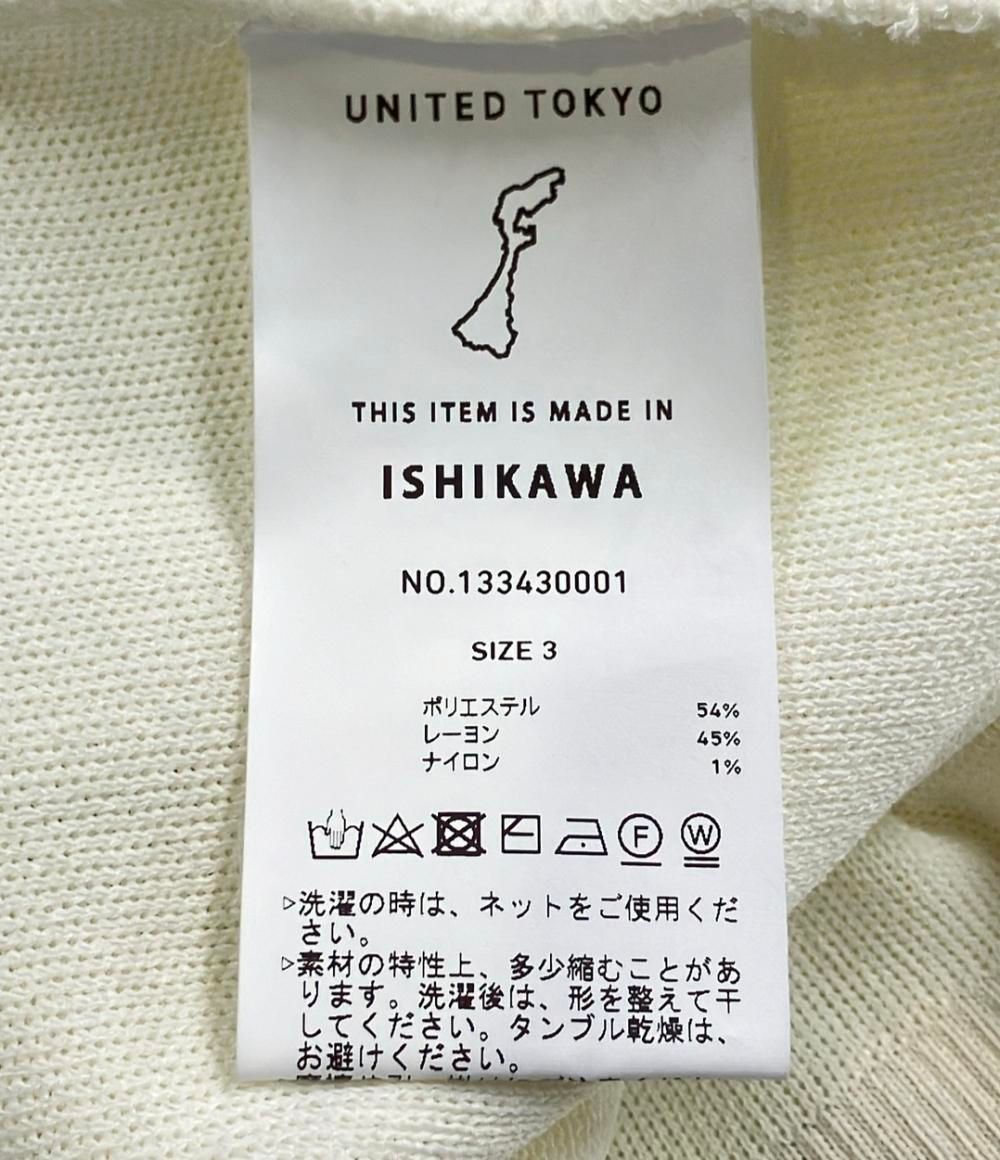 UNITED TOKYO
THIS ITEM IS MADE IN
ISHIKAWA
NO.133430001
SIZE 3
ポリエステル 54%
レーヨン 45%
ナイロン 1%
F W
▷洗濯の時は、ネットをご使用くだ
さい。
▷素材の特性上、多少縮むことがあ
ります。洗濯後は、形を整えて干
してください。タンブル乾燥は、
お避けください。